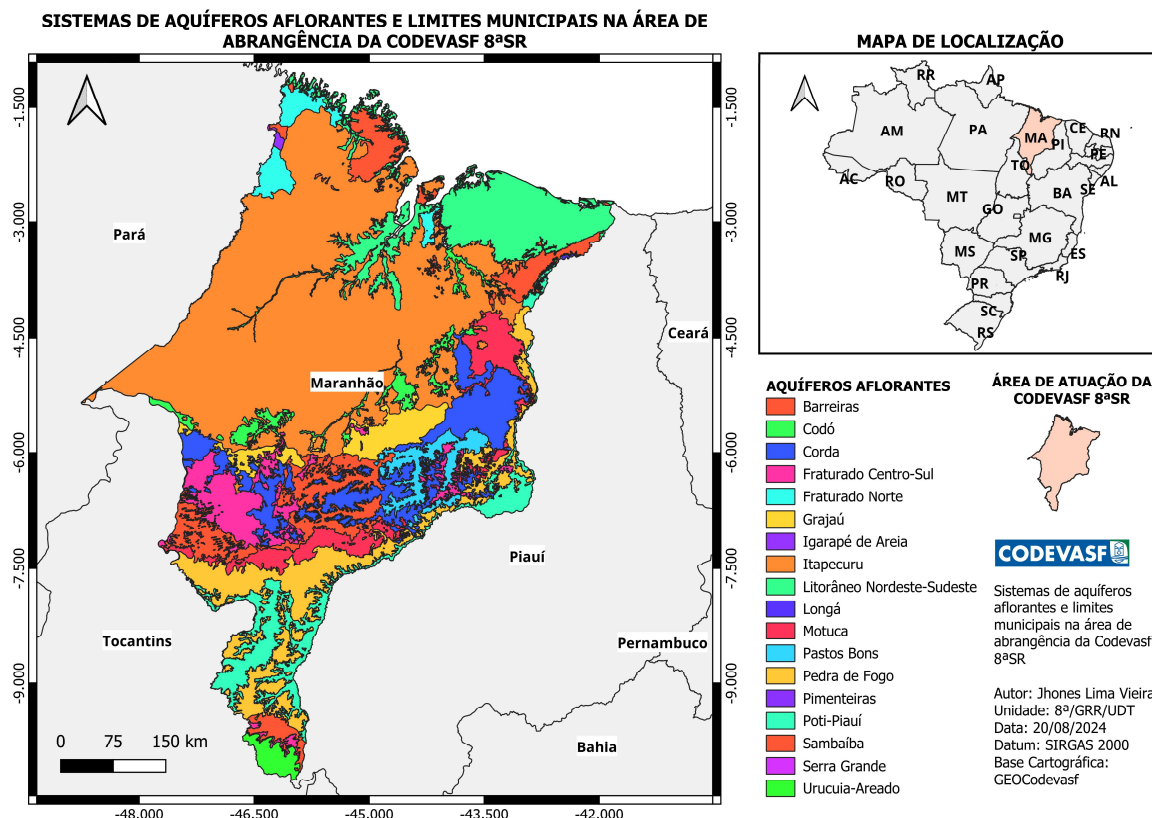 SISTEMAS DE AQUÍFEROS AFLORANTES E LIMITES MUNICIPAIS NA ÁREA DE
ABRANGÊNCIA DA CODEVASF 8ªSR
-1.500
-3.000
-4.500
-6.000
-7.500
-9.000
Pará
Maranhão
Ceará
Piauí
Tocantins
Pernambuco
Bahia
0 75 150 km
-1.500
-3.000
-4.500
-6.000
-7.500
-9.000
-48.000 -46.500 -45.000 -43.500 -42.000
MAPA DE LOCALIZAÇÃO
RR
AP
AM
PA
MA
CE
RN
PI
PE
TO
AC
RO
AL
SE
MT
BA
GO
MG
MS
ES
SP
RJ
PR
SC
RS
AQUÍFEROS AFLORANTES
Barreiras
Codó
Corda
Fraturado Centro-Sul
Fraturado Norte
Grajaú
Igarapé de Areia
Itapecuru
Litorâneo Nordeste-Sudeste
Longá
Motuca
Pastos Bons
Pedra de Fogo
Pimenteiras
Poti-Piauí
Sambaíba
Serra Grande
Urucuia-Areado
ÁREA DE ATUAÇÃO DA
CODEVASF 8ªSR
CODEVASF
Sistemas de aquíferos
aflorantes e limites
municipais na área de
abrangência da Codevasf
8ªSR
Autor: Jhones Lima Vieira
Unidade: 8ª/GRR/UDT
Data: 20/08/2024
Datum: SIRGAS 2000
Base Cartográfica:
GEOCodevasf